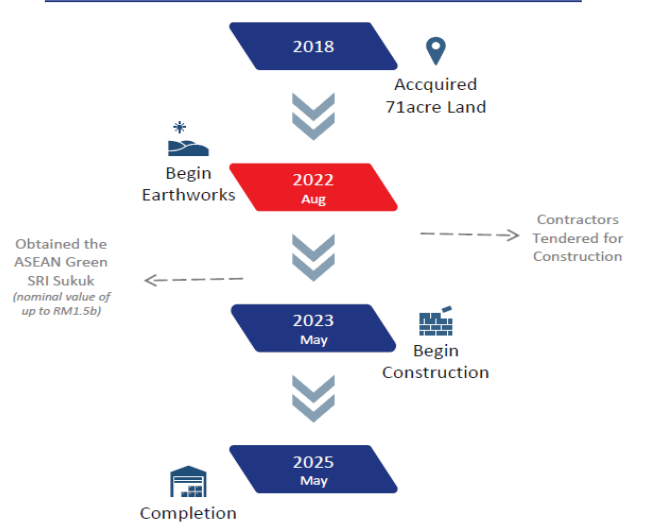 2018
Accquired
71acre Land
Begin
Earthworks
2022
Aug
Contractors
Tendered for
Construction
Obtained the
ASEAN Green
SRI Sukuk
(nominal value of
up to RM1.5b)
2023
May
Begin
Construction
2025
May
Completion